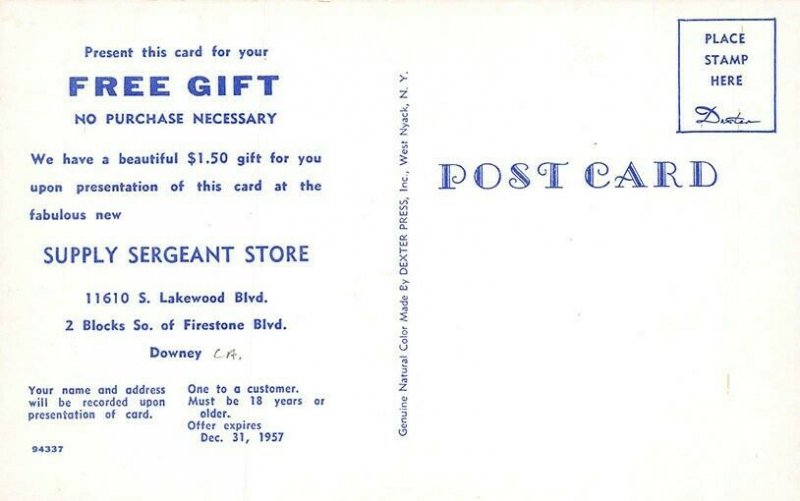 Present this card for your
FREE GIFT
NO PURCHASE NECESSARY
We have a beautiful $1.50 gift for you
upon presentation of this card at the
fabulous new
SUPPLY SERGEANT STORE
11610 S. Lakewood Blvd.
2 Blocks So. of Firestone Blvd.
Downey CA.
Your name and address
will be recorded upon
presentation of card.
One to a customer.
Must be 18 years or
older.
Offer expires
Dec. 31, 1957
94337
Genuine Natural Color Made By DEXTER PRESS, Inc., West Nyack, N. Y.
PLACE
STAMP
HERE
Dexter
POST CARD